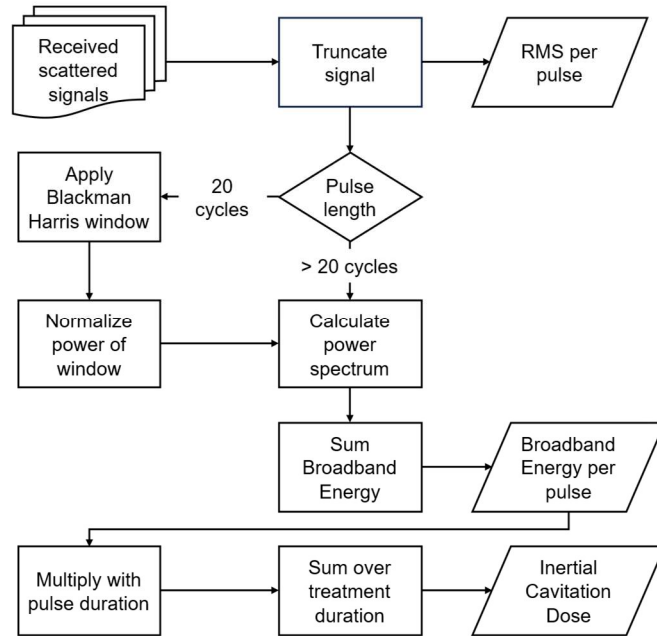 Received
scattered
signals
Truncate
signal
RMS per
pulse
Apply
Blackman
Harris window
20
cycles
Pulse
length
> 20 cycles
Normalize
power of
window
Calculate
power
spectrum
Sum
Broadband
Energy
Broadband
Energy per
pulse
Multiply with
pulse duration
Sum over
treatment
duration
Inertial
Cavitation
Dose